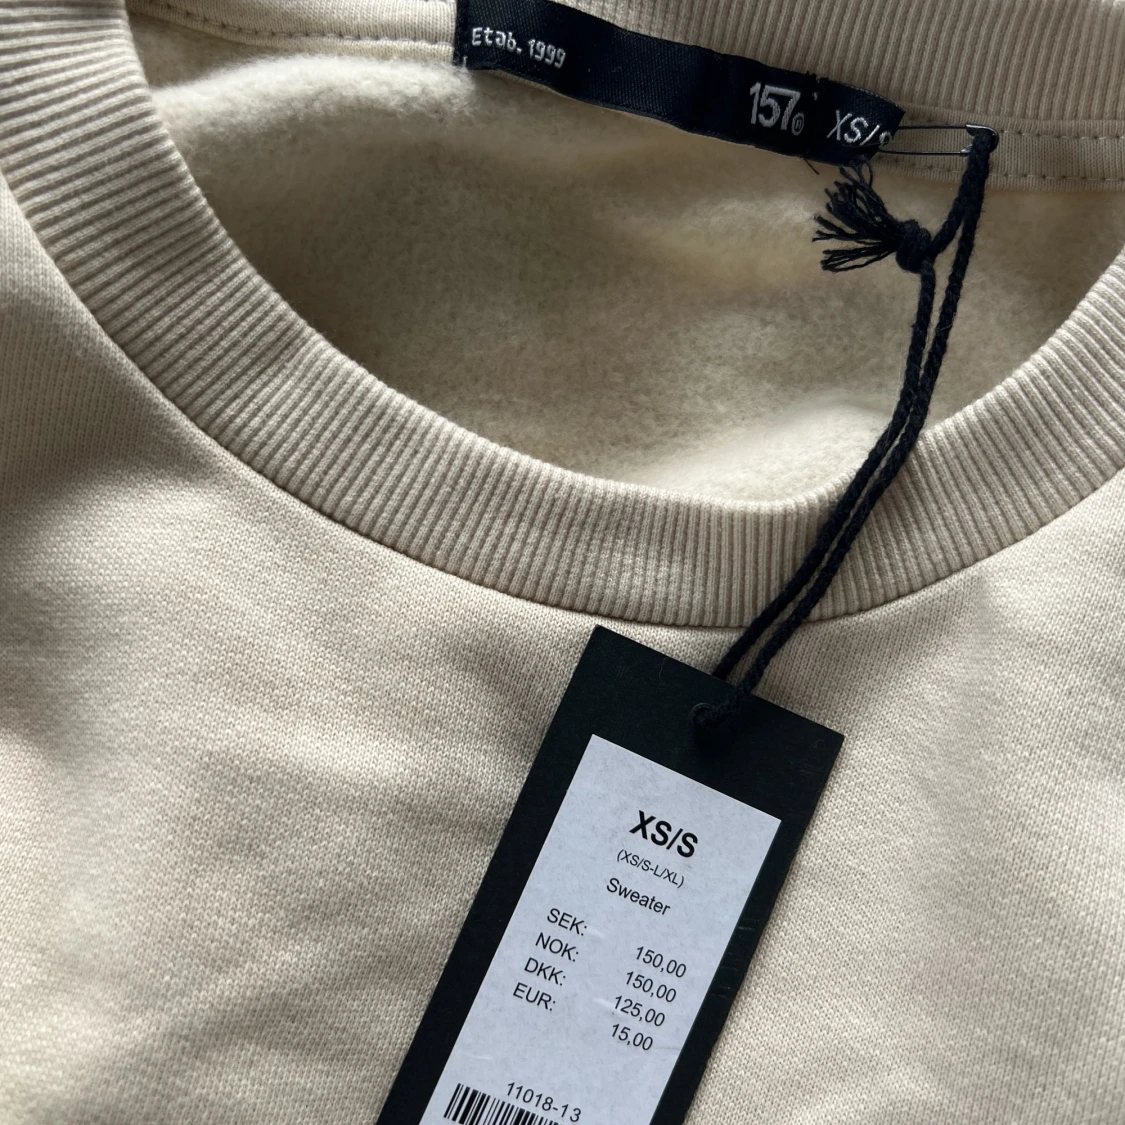 Etab. 1999
157
XS/S
XS/S
(XS/S-L/XL)
Sweater
SEK: 150,00
NOK: 150,00
DKK: 125,00
EUR: 15,00
11018-13